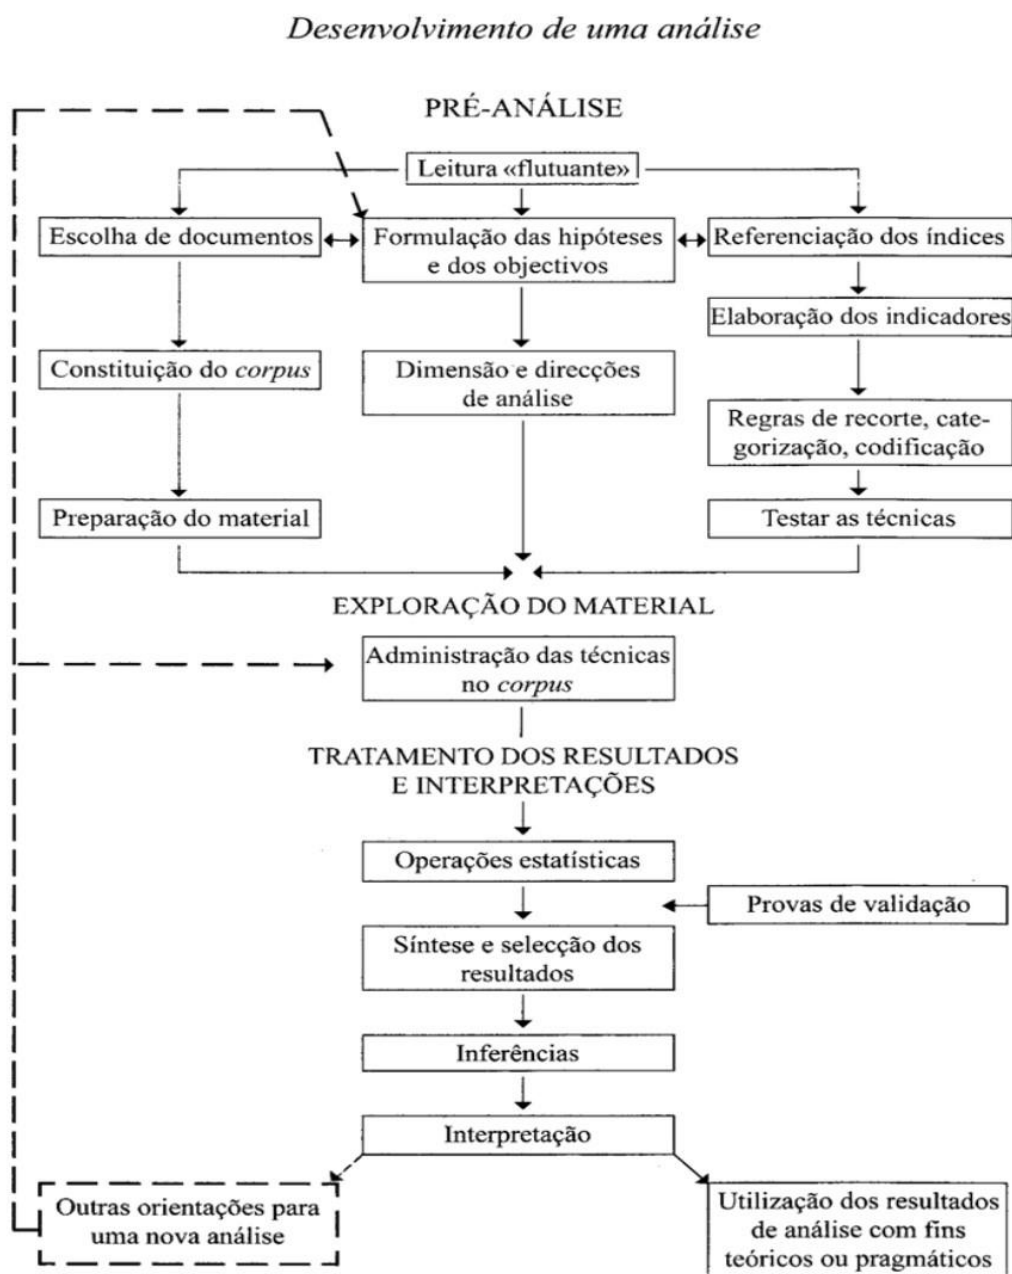 Desenvolvimento de uma análise
PRÉ-ANÁLISE
Leitura «flutuante»
Escolha de documentos
Formulação das hipóteses
e dos objectivos
Referenciação dos índices
Elaboração dos indicadores
Constituição do corpus
Dimensão e direcções
de análise
Regras de recorte, cate-
gorização, codificação
Preparação do material
Testar as técnicas
EXPLORAÇÃO DO MATERIAL
Administração das técnicas
no corpus
TRATAMENTO DOS RESULTADOS
E INTERPRETAÇÕES
Operações estatísticas
Provas de validação
Síntese e selecção dos
resultados
Inferências
Interpretação
Outras orientações para
uma nova análise
Utilização dos resultados
de análise com fins
teóricos ou pragmáticos